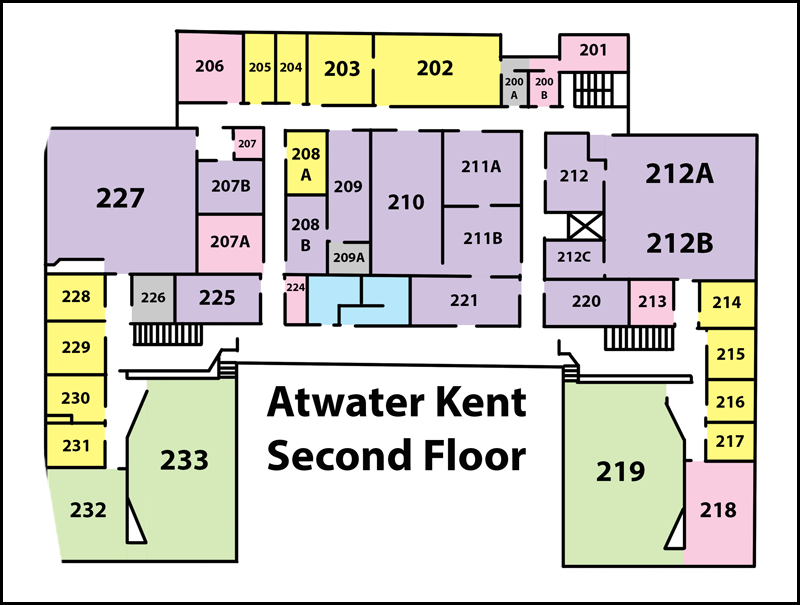 201
206
205
204
203
202
200
A
200
B
207
208
A
209
210
211A
212
212A
227
207B
208
B
211B
212B
207A
209A
212C
228
226
225
224
221
220
213
214
229
215
230
216
231
217
Atwater Kent
Second Floor
233
219
232
218